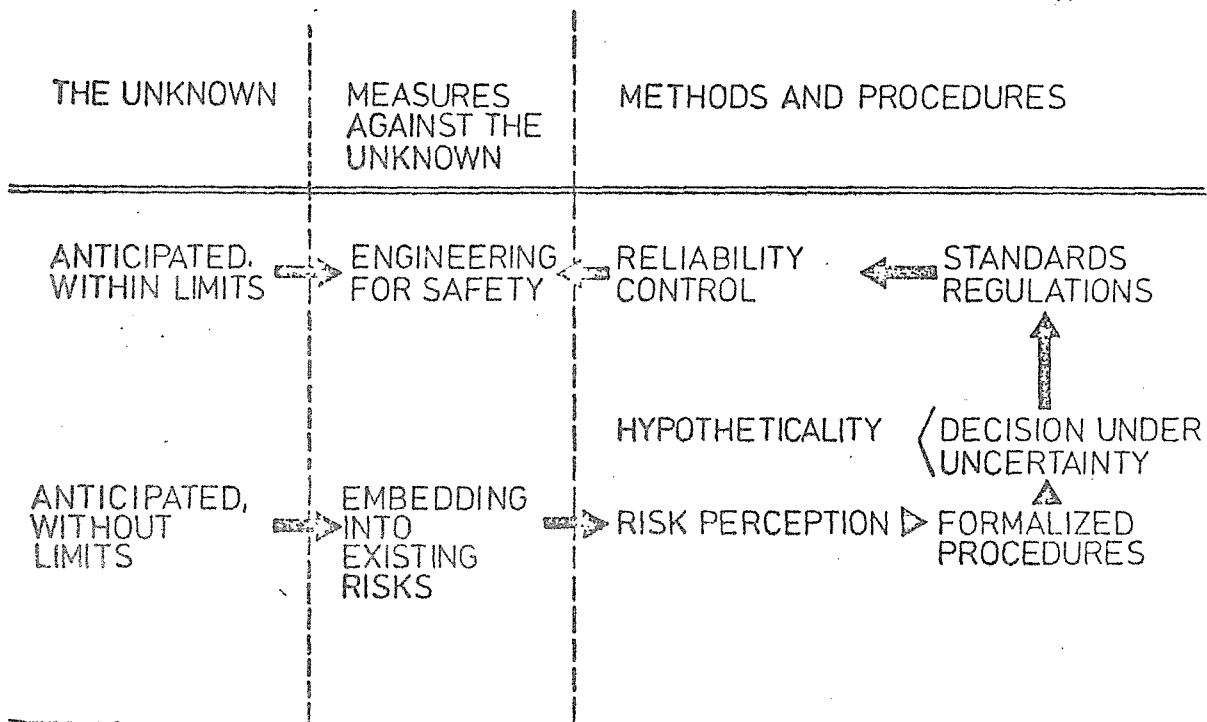 THE UNKNOWN
MEASURES
AGAINST THE
UNKNOWN
METHODS AND PROCEDURES
ANTICIPATED.
WITHIN LIMITS
ENGINEERING
FOR SAFETY
RELIABILITY
CONTROL
STANDARDS
REGULATIONS
HYPOTHETICALITY
DECISION UNDER
UNCERTAINTY
ANTICIPATED,
WITHOUT
LIMITS
EMBEDDING
INTO
EXISTING
RISKS
RISK PERCEPTION
FORMALIZED
PROCEDURES